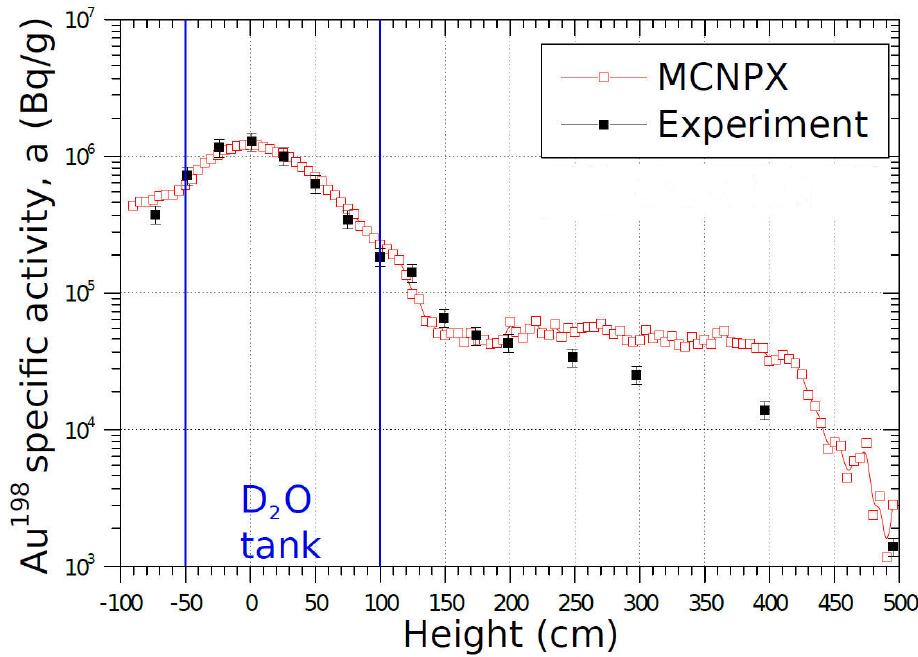 Au¹⁹⁸ specific activity, a (Bq/g)
10⁷
10⁶
10⁵
10⁴
10³
MCNPX
Experiment
D₂O
tank
-100 -50 0 50 100 150 200 250 300 350 400 450 500
Height (cm)